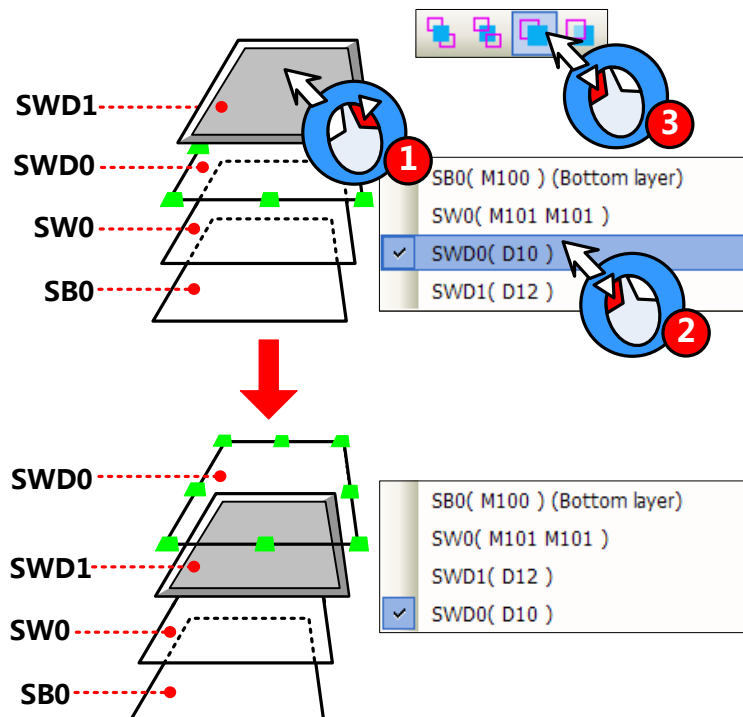 3
SWD1
1
SWD0
SB0( M100 ) (Bottom layer)
SW0
SW0( M101 M101 )
SWD0( D10 )
SB0
SWD1( D12 )
2
SWD0
SB0( M100 ) (Bottom layer)
SW0( M101 M101 )
SWD1
SWD1( D12 )
SW0
SWD0( D10 )
SB0